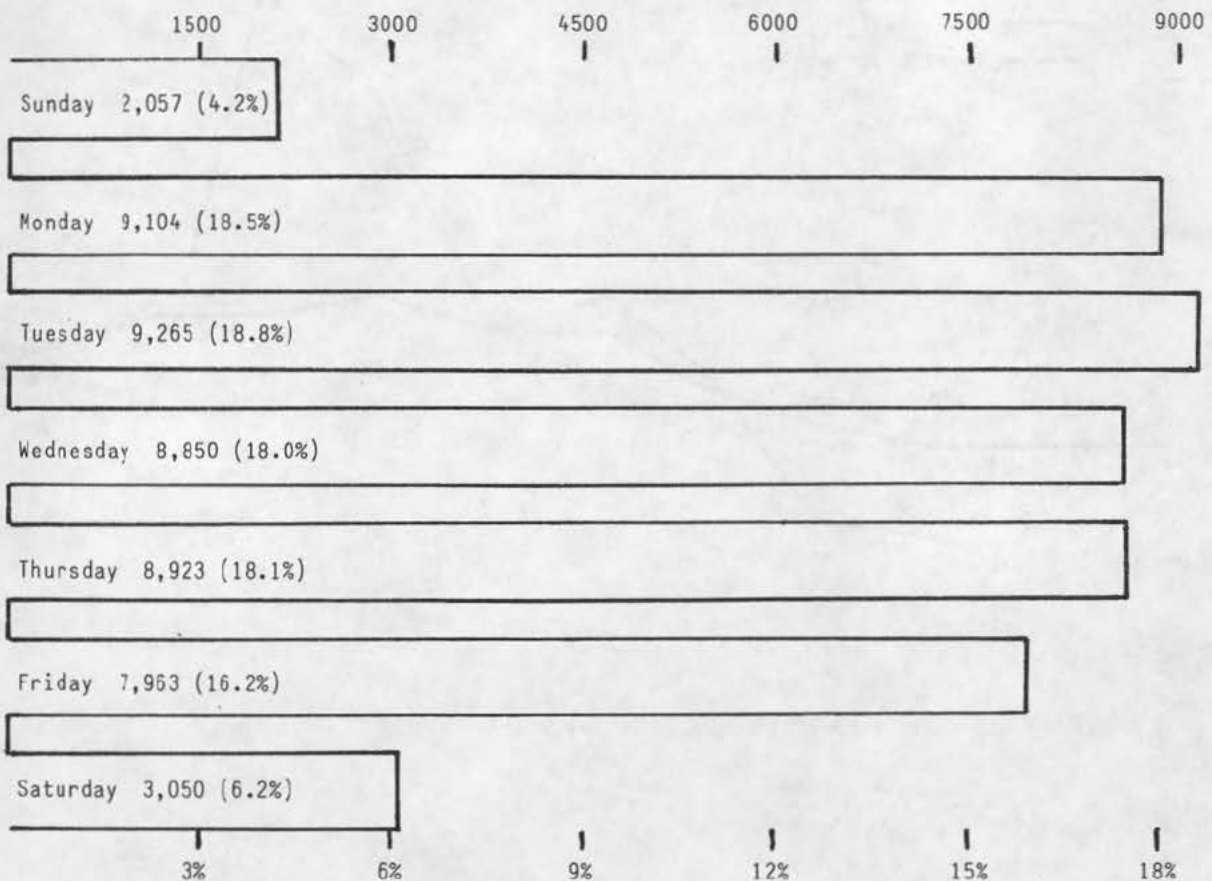 1500 3000 4500 6000 7500 9000
Sunday 2,057 (4.2%)
Monday 9,104 (18.5%)
Tuesday 9,265 (18.8%)
Wednesday 8,850 (18.0%)
Thursday 8,923 (18.1%)
Friday 7,963 (16.2%)
Saturday 3,050 (6.2%)
3% 6% 9% 12% 15% 18%